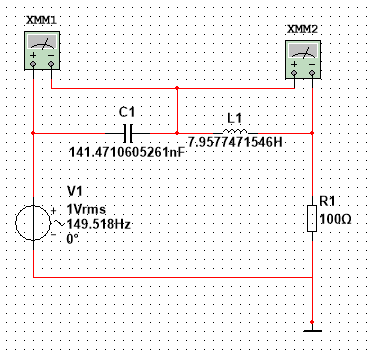 XMM1
XMM2
C1
141.4710605261nF
L1
7.9577471546H
V1
1Vrms
149.518Hz
0°
R1
100Ω